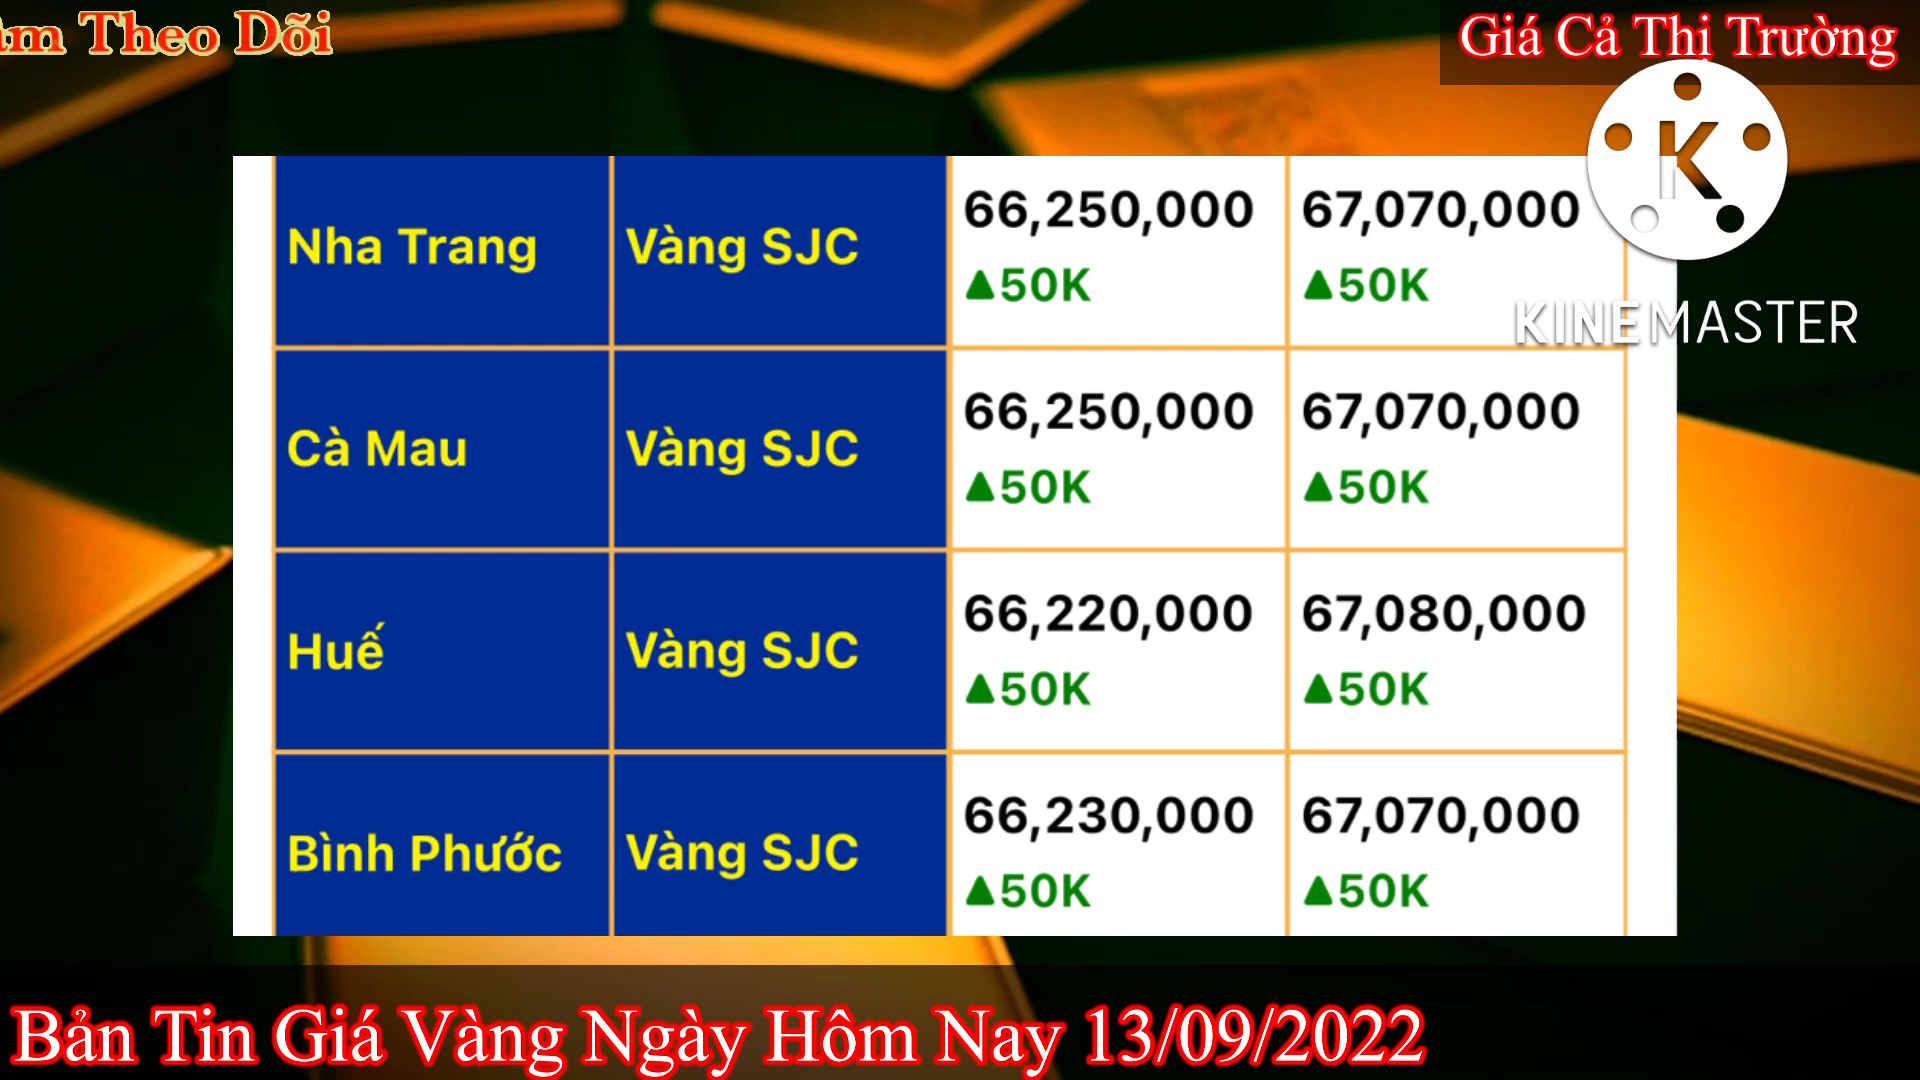 Theo Dõi
Giá Cả Thị Trường
KINEMASTER
Nha Trang Vàng SJC 66,250,000 67,070,000
▲50K ▲50K
Cà Mau Vàng SJC 66,250,000 67,070,000
▲50K ▲50K
Huế Vàng SJC 66,220,000 67,080,000
▲50K ▲50K
Bình Phước Vàng SJC 66,230,000 67,070,000
▲50K ▲50K
Bản Tin Giá Vàng Ngày Hôm Nay 13/09/2022